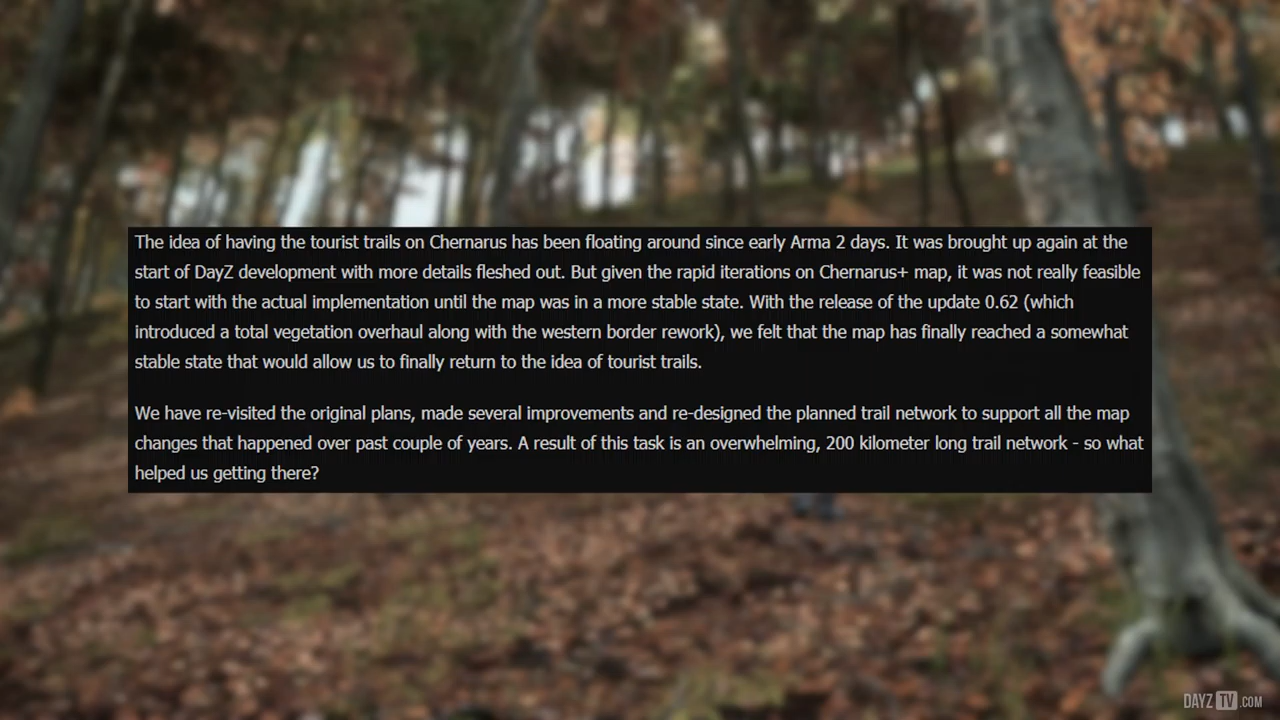 The idea of having the tourist trails on Chernarus has been floating around since early Arma 2 days. It was brought up again at the
start of DayZ development with more details fleshed out. But given the rapid iterations on Chernarus+ map, it was not really feasible
to start with the actual implementation until the map was in a more stable state. With the release of the update 0.62 (which
introduced a total vegetation overhaul along with the western border rework), we felt that the map has finally reached a somewhat
stable state that would allow us to finally return to the idea of tourist trails.
We have re-visited the original plans, made several improvements and re-designed the planned trail network to support all the map
changes that happened over past couple of years. A result of this task is an overwhelming, 200 kilometer long trail network - so what
helped us getting there?
DAYZ TV .COM